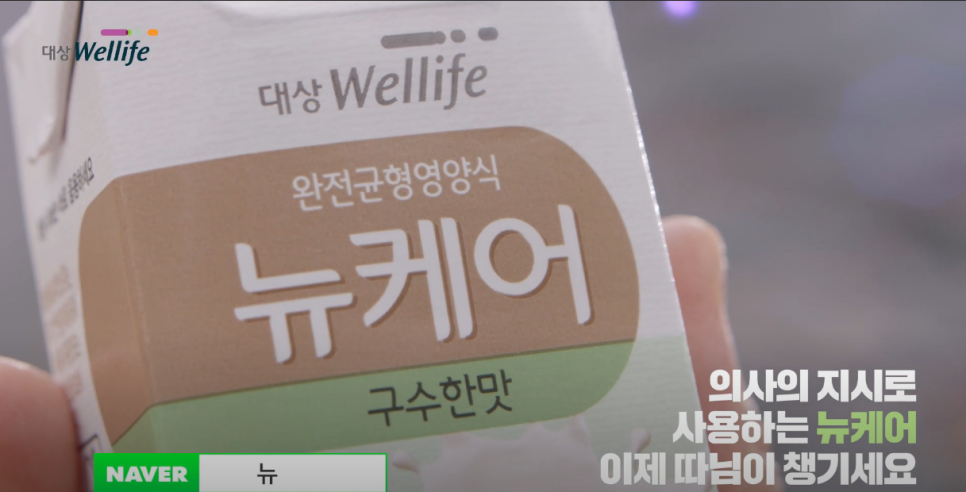 대상 Wellife
대상 Wellife
완전균형영양식
뉴케어
구수한맛
의사의 지시로
사용하는 뉴케어
이제 따님이 챙기세요
NAVER 뉴